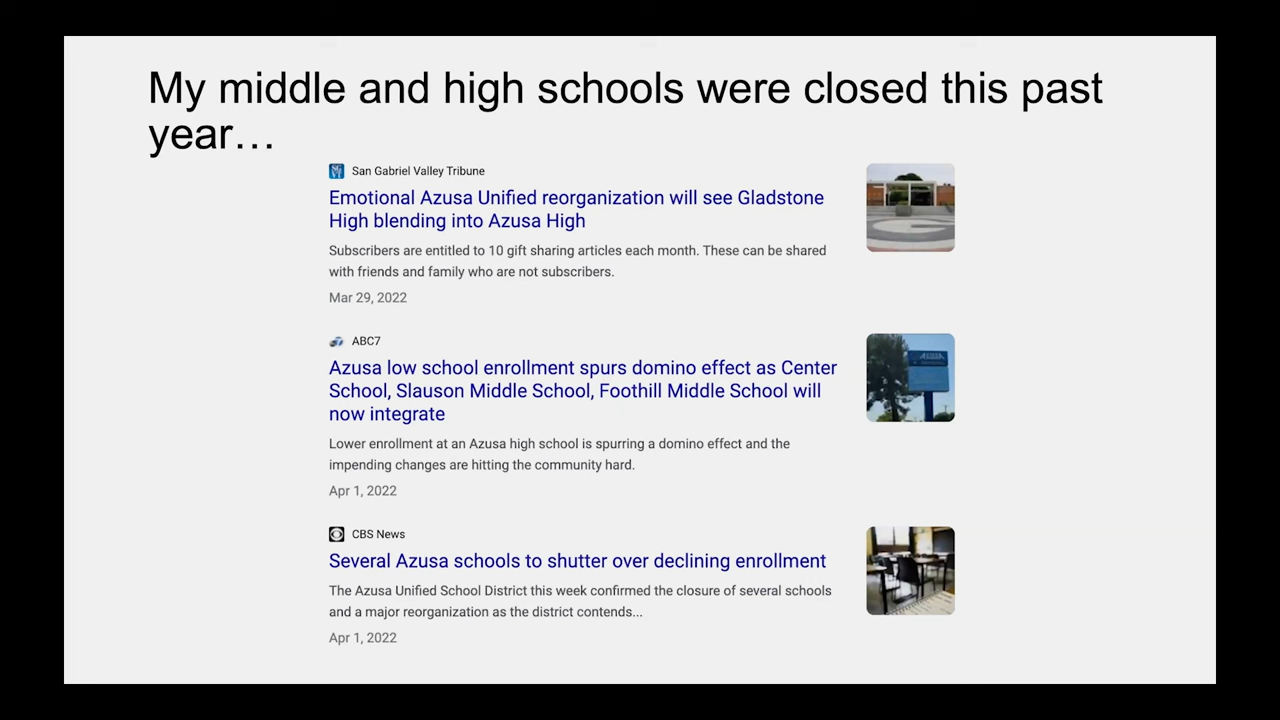 My middle and high schools were closed this past
year…
San Gabriel Valley Tribune
Emotional Azusa Unified reorganization will see Gladstone
High blending into Azusa High
Subscribers are entitled to 10 gift sharing articles each month. These can be shared
with friends and family who are not subscribers.
Mar 29, 2022
ABC7
Azusa low school enrollment spurs domino effect as Center
School, Slauson Middle School, Foothill Middle School will
now integrate
Lower enrollment at an Azusa high school is spurring a domino effect and the
impending changes are hitting the community hard.
Apr 1, 2022
CBS News
Several Azusa schools to shutter over declining enrollment
The Azusa Unified School District this week confirmed the closure of several schools
and a major reorganization as the district contends...
Apr 1, 2022